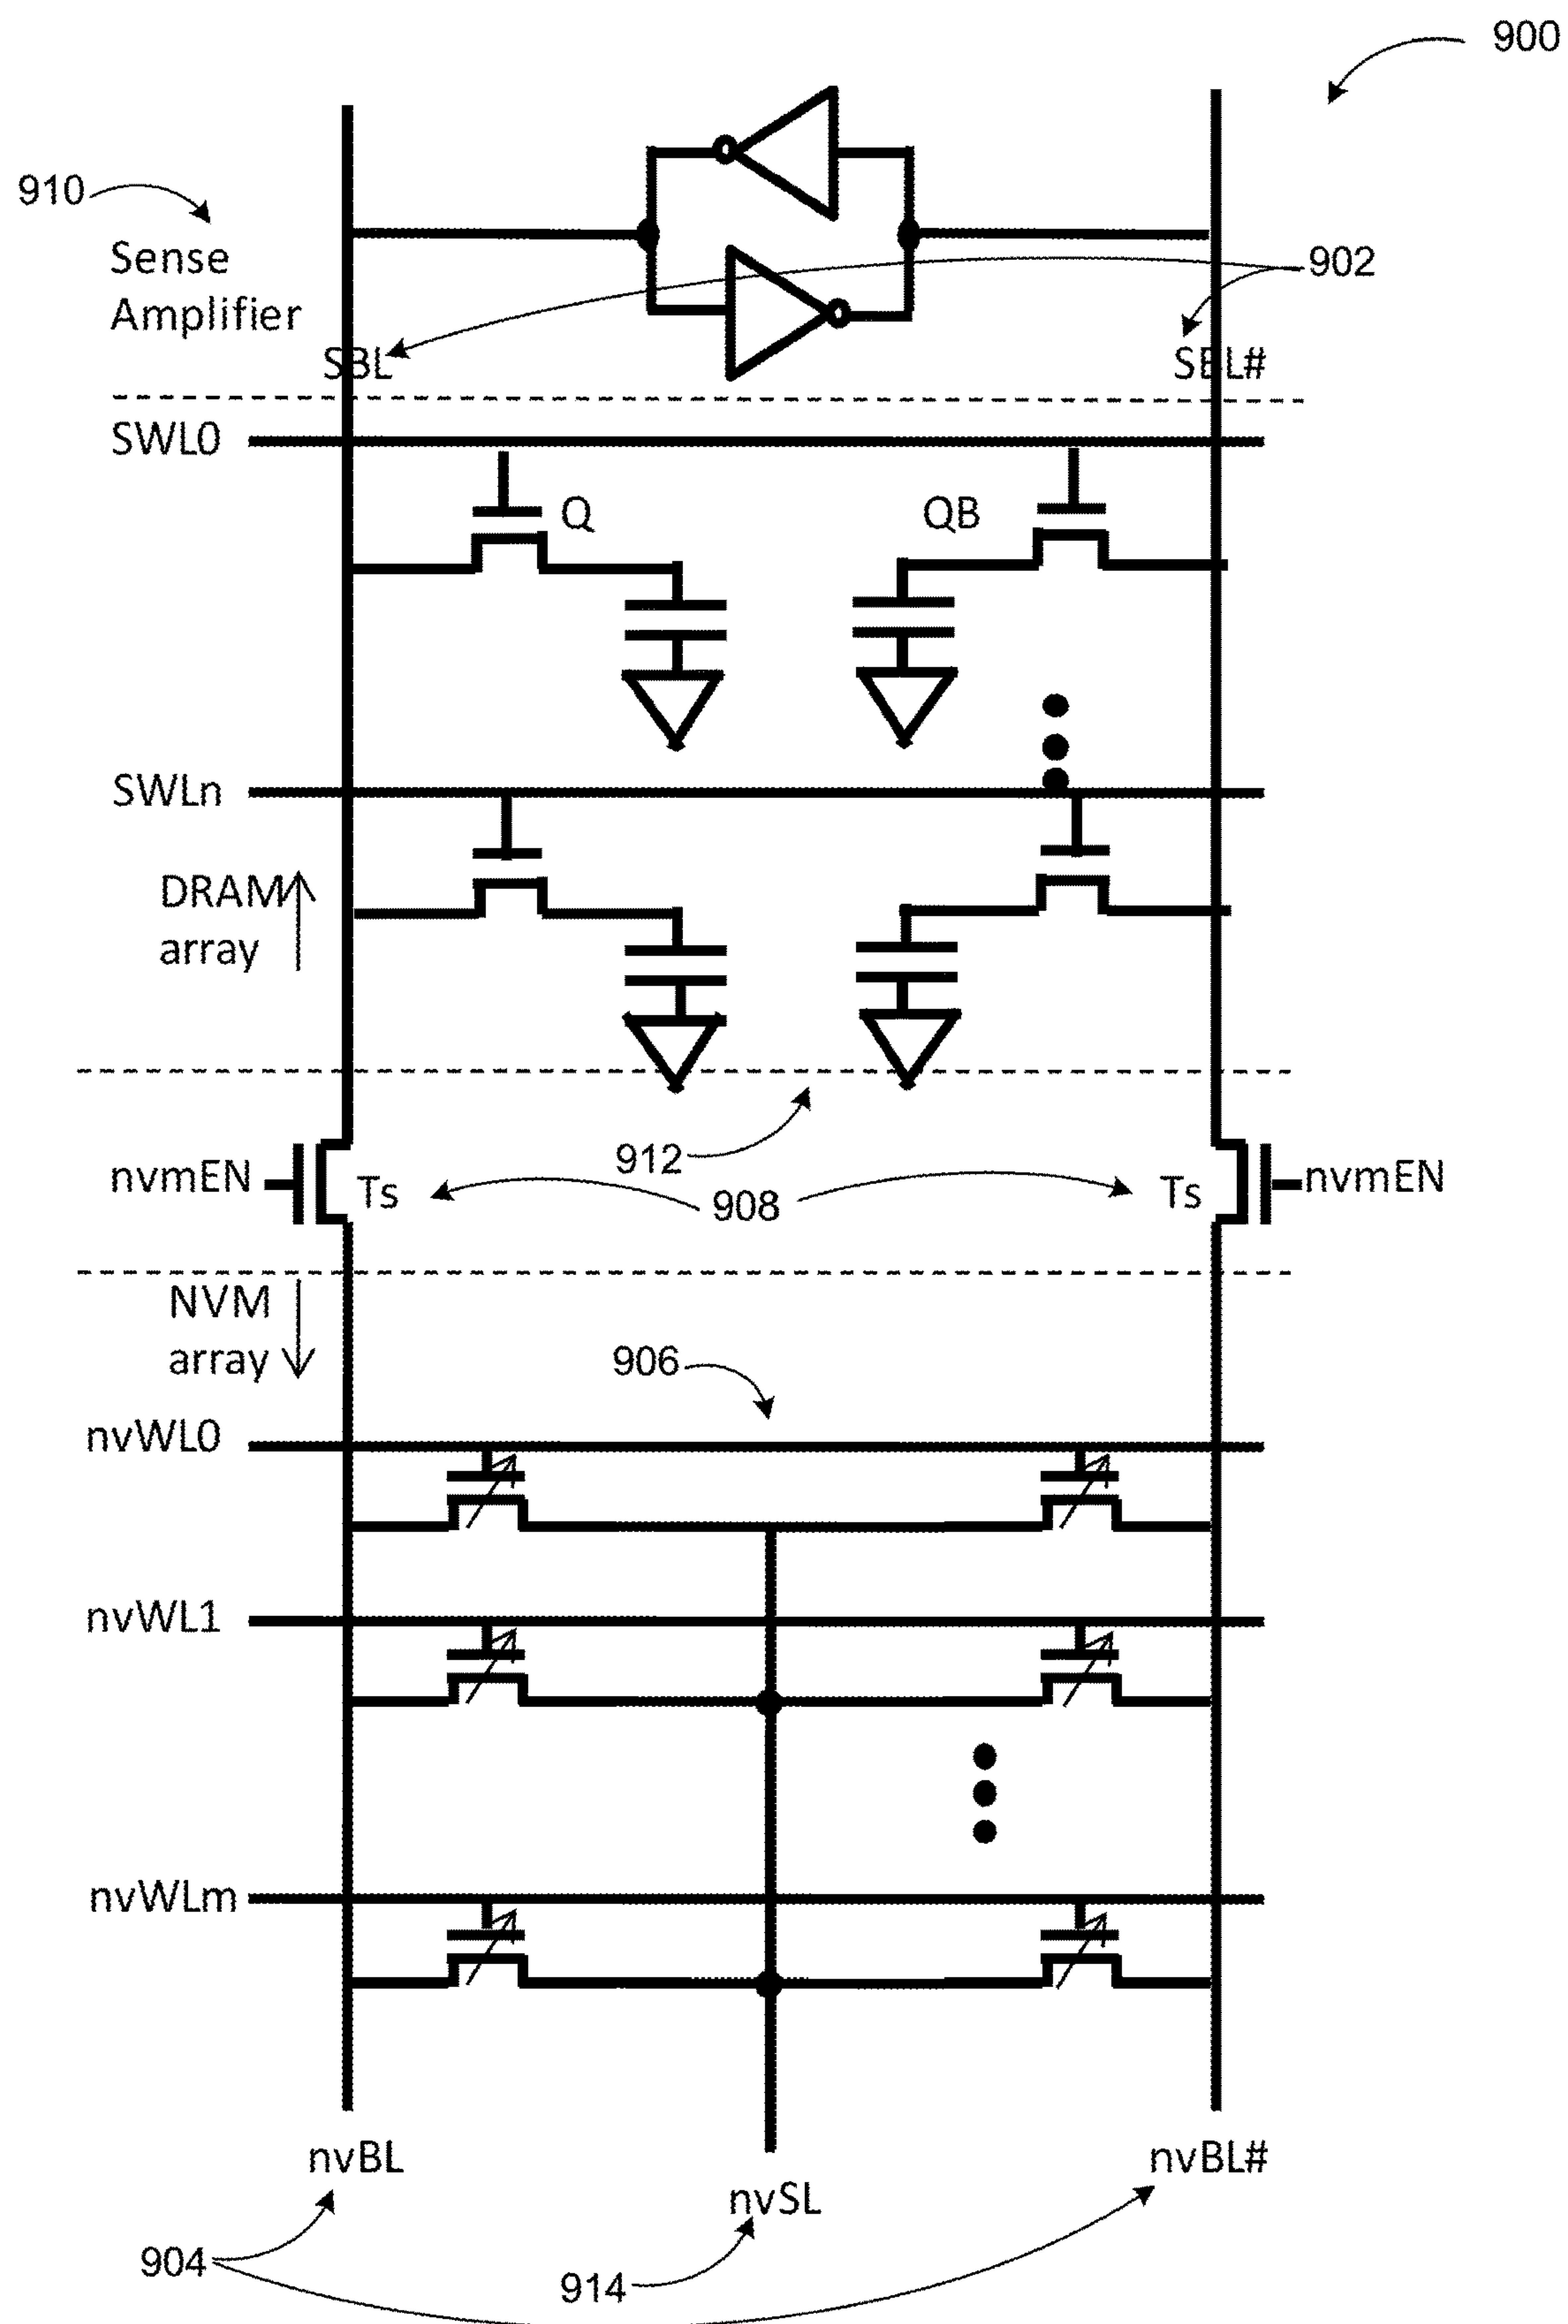 900
910
Sense
Amplifier
902
SBL
SBL#
SWL0
Q
QB
SWLn
DRAM
array
912
nvmEN
Ts
908
Ts
nvmEN
NVM
array
906
nvWL0
nvWL1
nvWLm
nvBL
nvBL#
nvSL
904
914